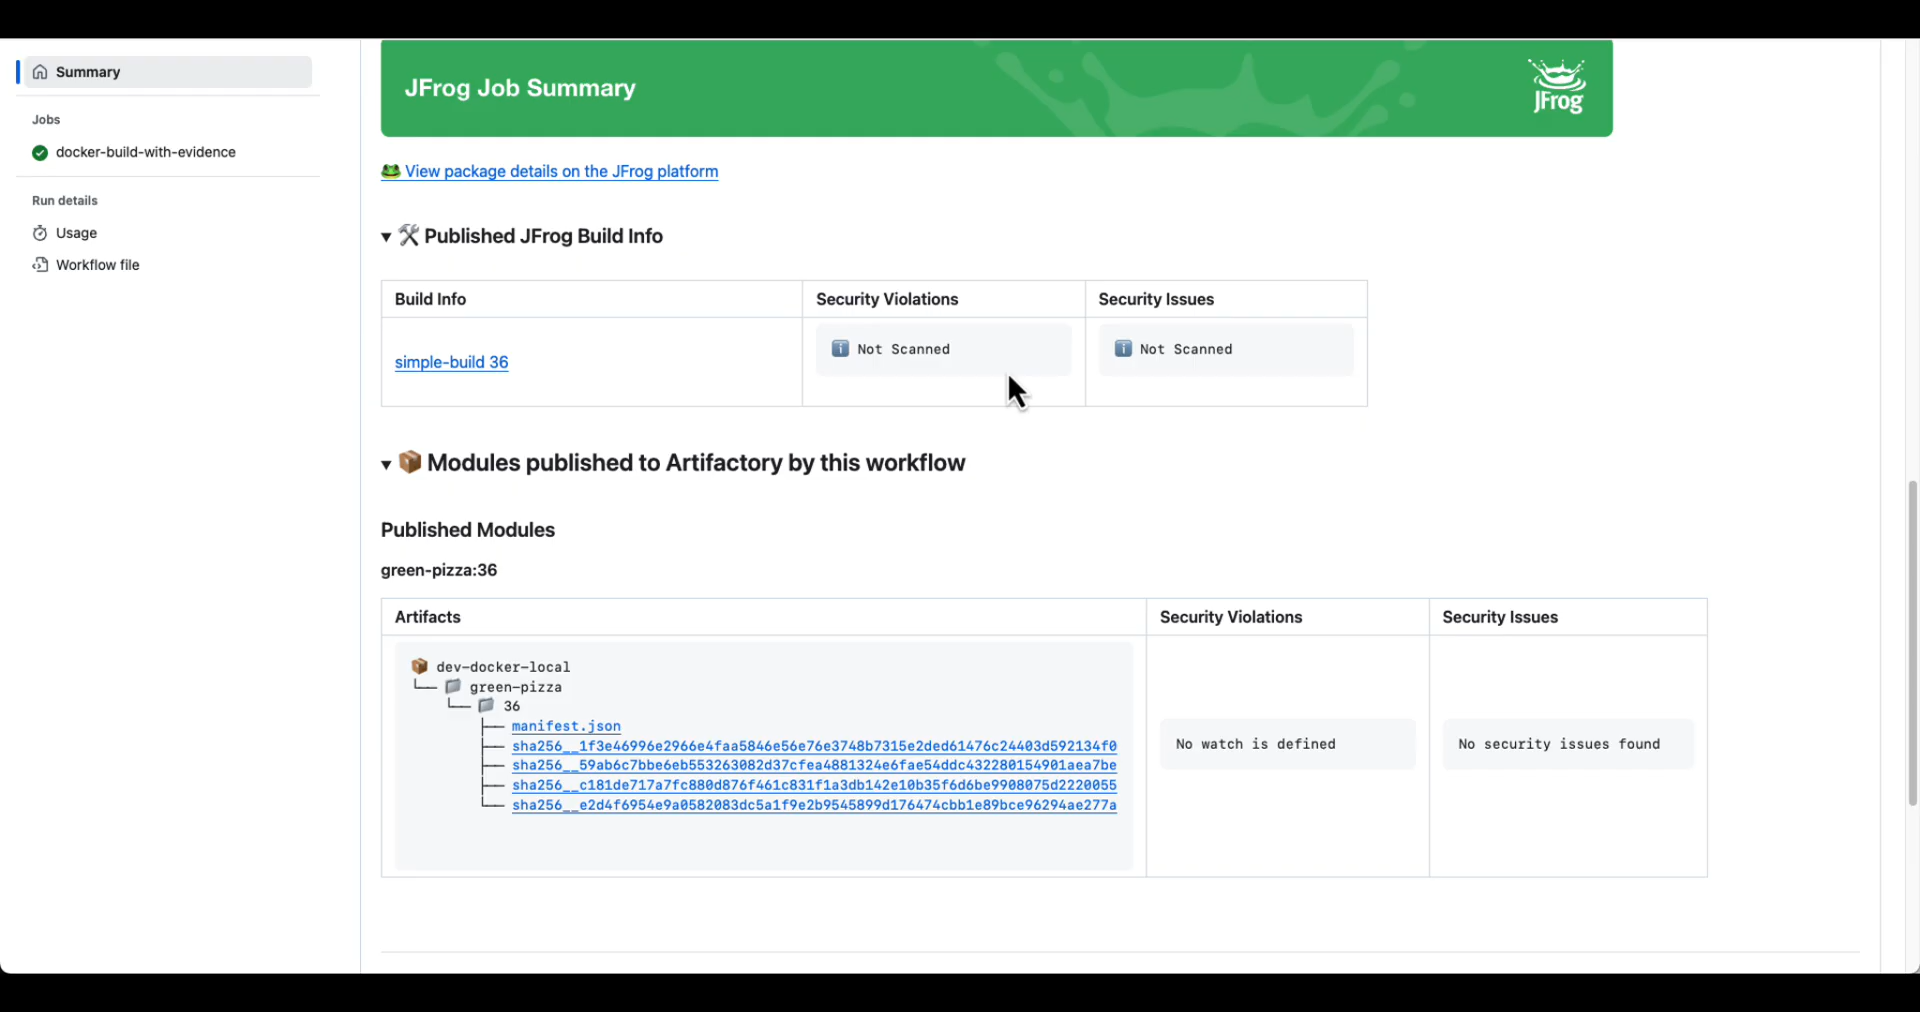 Summary
Jobs
docker-build-with-evidence
Run details
Usage
Workflow file
JFrog Job Summary
JFrog
View package details on the JFrog platform
Published JFrog Build Info
Build Info
Security Violations
Security Issues
simple-build 36
Not Scanned
Not Scanned
Modules published to Artifactory by this workflow
Published Modules
green-pizza:36
Artifacts
Security Violations
Security Issues
dev-docker-local
green-pizza
36
manifest.json
sha256__1f3e46996e2966e4faa5846e56e76e3748b7315e2ded61476c24403d592134f0
sha256__59ab6c7bbe6eb553263082d37cfea4881324e6fae54ddc432280154901aea7be
sha256__c181de717a7fc880d876f461c831f1a3db142e10b35f6d6be9908075d2220055
sha256__e2d4f6954e9a0582083dc5a1f9e2b9545899d176474cbb1e89bce96294ae277a
No watch is defined
No security issues found